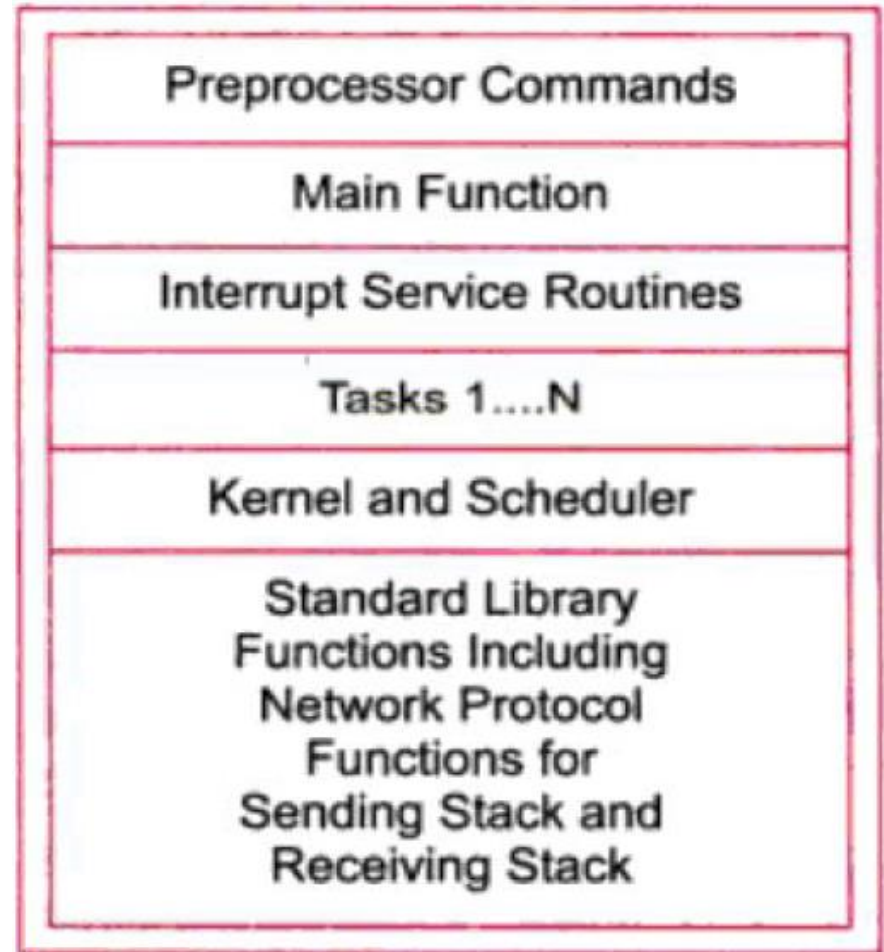 Preprocessor Commands
Main Function
Interrupt Service Routines
Tasks 1....N
Kernel and Scheduler
Standard Library
Functions Including
Network Protocol
Functions for
Sending Stack and
Receiving Stack